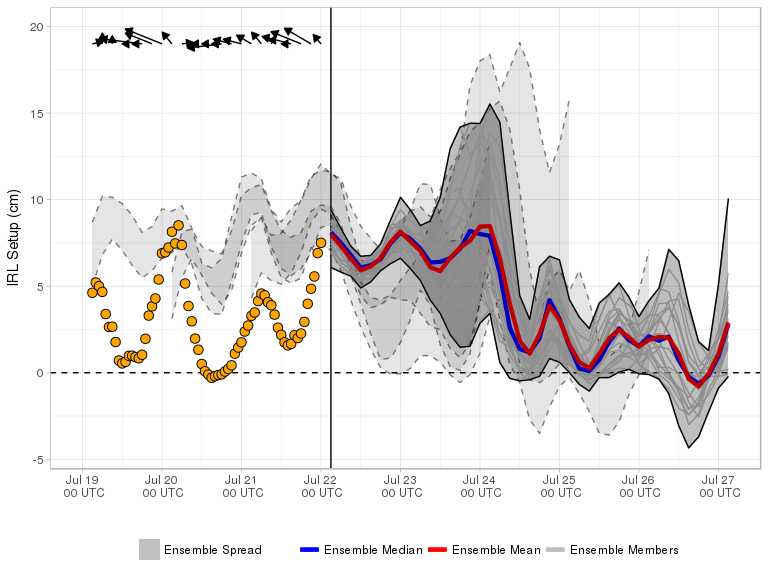 20
15
10
5
0
-5
IRL Setup (cm)
Jul 19 Jul 20 Jul 21 Jul 22 Jul 23 Jul 24 Jul 25 Jul 26 Jul 27
00 UTC 00 UTC 00 UTC 00 UTC 00 UTC 00 UTC 00 UTC 00 UTC 00 UTC
Ensemble Spread Ensemble Median Ensemble Mean Ensemble Members